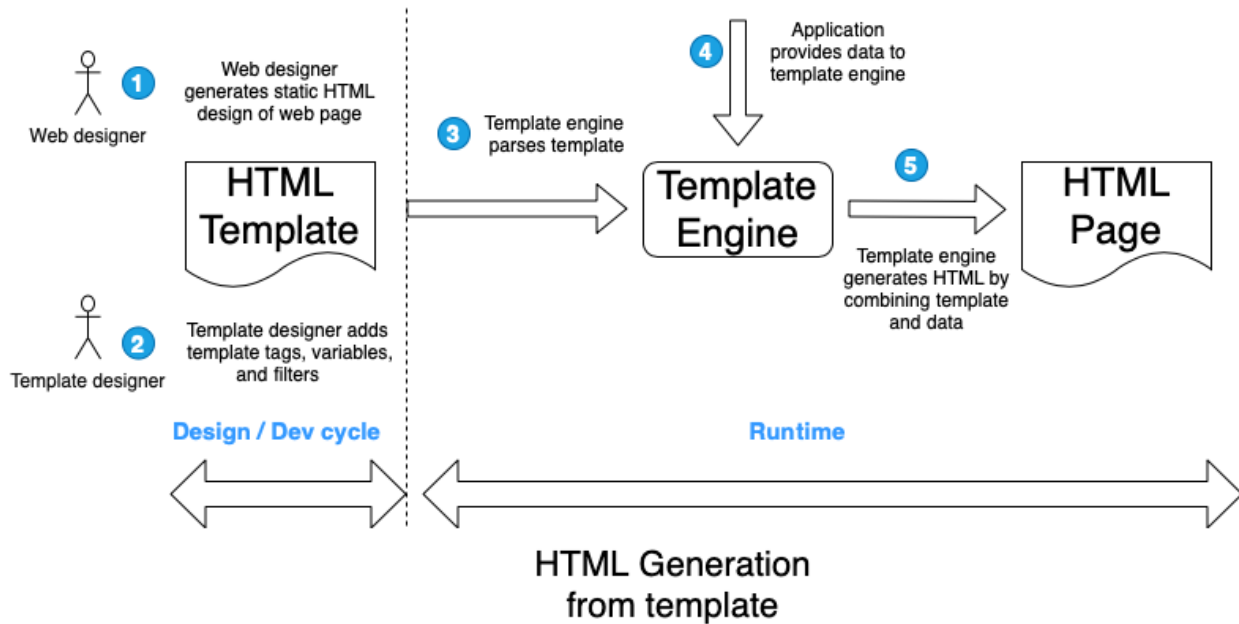 1
Web designer
generates static HTML
design of web page
Web designer
HTML
Template
2
Template designer adds
template tags, variables,
and filters
Template designer
3
Template engine
parses template
4
Application
provides data to
template engine
Template
Engine
5
Template engine
generates HTML by
combining template
and data
HTML
Page
Design / Dev cycle
Runtime
HTML Generation
from template